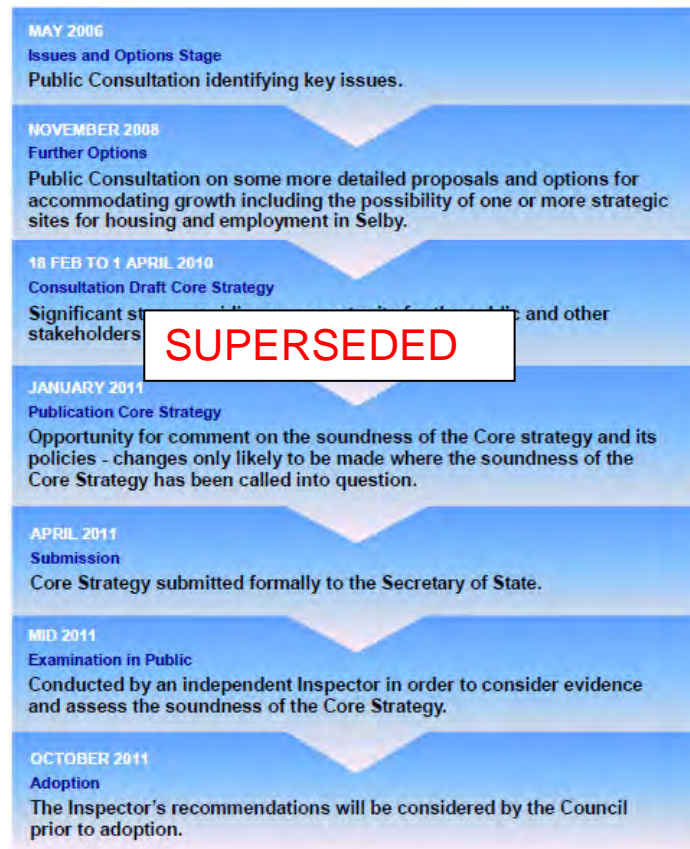 MAY 2006
Issues and Options Stage
Public Consultation identifying key issues.
NOVEMBER 2008
Further Options
Public Consultation on some more detailed proposals and options for
accommodating growth including the possibility of one or more strategic
sites for housing and employment in Selby.
18 FEB TO 1 APRIL 2010
Consultation Draft Core Strategy
Significant and other
stakeholders
SUPERSEDED
JANUARY 2011
Publication Core Strategy
Opportunity for comment on the soundness of the Core strategy and its
policies - changes only likely to be made where the soundness of the
Core Strategy has been called into question.
APRIL 2011
Submission
Core Strategy submitted formally to the Secretary of State.
MID 2011
Examination in Public
Conducted by an independent Inspector in order to consider evidence
and assess the soundness of the Core Strategy.
OCTOBER 2011
Adoption
The Inspector's recommendations will be considered by the Council
prior to adoption.